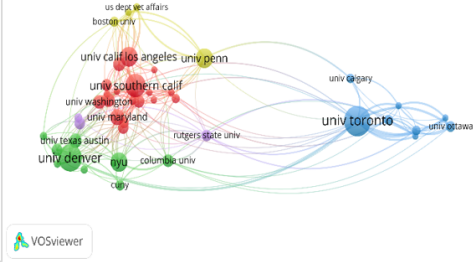 us dept vet affairs
boston univ
univ calif los angeles
univ penn
univ calgary
univ southern calif
univ washington
univ maryland
univ toronto
univ ottawa
rutgers state univ
univ texas austin
univ denver
nyu
columbia univ
cuny
VOSviewer